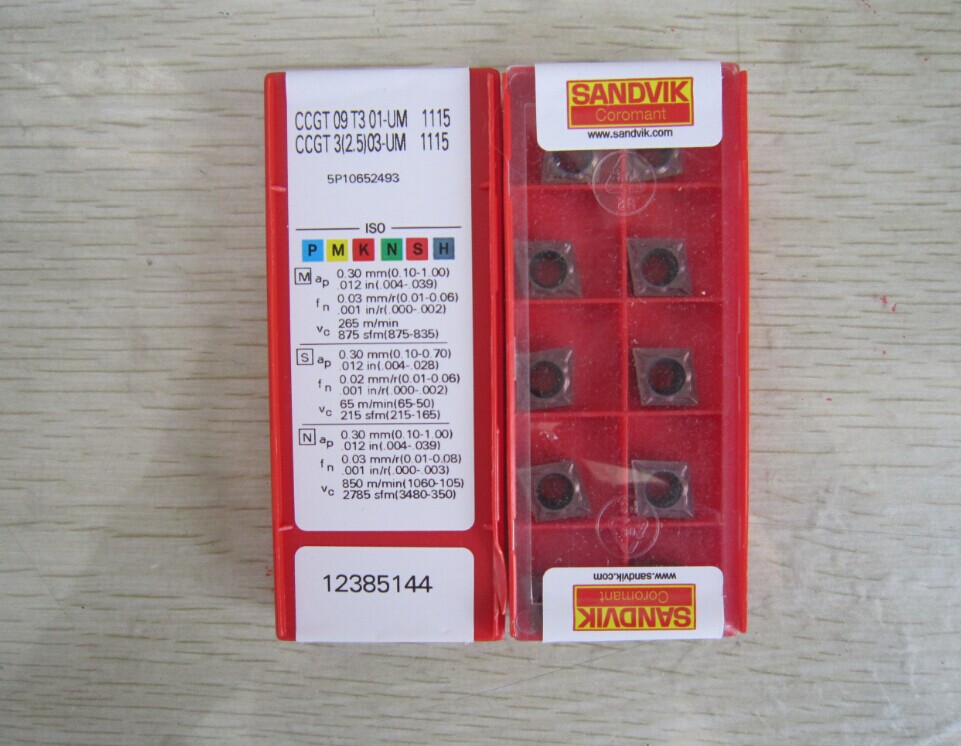 CCGT 09 T3 01-UM 1115
CCGT 3(2.5)03-UM 1115
5P10652493
ISO
P M K N S H
M ap 0.30 mm(0.10-1.00)
.012 in(.004-.039)
fn 0.03 mm/r(0.01-0.06)
.001 in/r(.000-.002)
vc 265 m/min
875 sfm(875-835)
S ap 0.30 mm(0.10-0.70)
.012 in(.004-.028)
fn 0.02 mm/r(0.01-0.06)
.001 in/r(.000-.002)
vc 65 m/min(65-50)
215 sfm(215-165)
N ap 0.30 mm(0.10-1.00)
.012 in(.004-.039)
fn 0.03 mm/r(0.01-0.08)
.001 in/r(.000-.003)
vc 850 m/min(1060-105)
2785 sfm(3480-350)
12385144
SANDVIK
Coromant
www.sandvik.com
www.sandvik.com
Coromant
SANDVIK